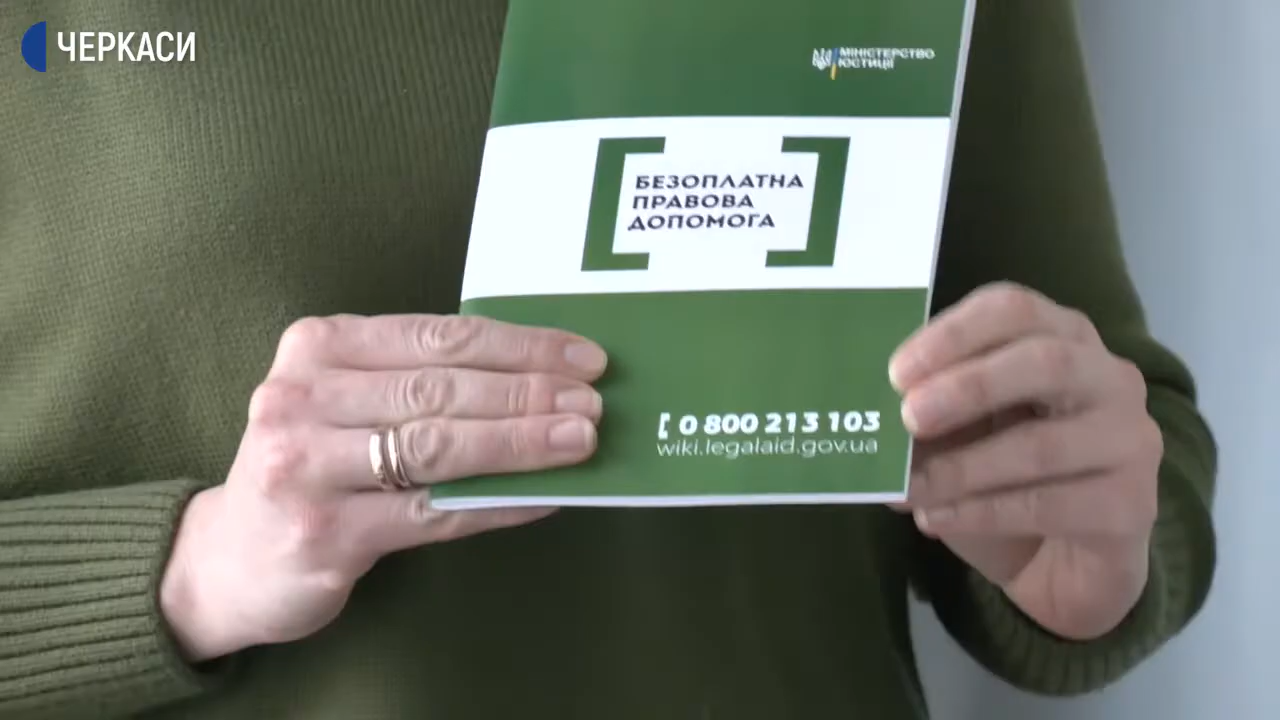 ЧЕРКАСИ
МІНІСТЕРСТВО
ЮСТИЦІЇ
БЕЗОПЛАТНА
ПРАВОВА
ДОПОМОГА
0 800 213 103
wiki.legalaid.gov.ua